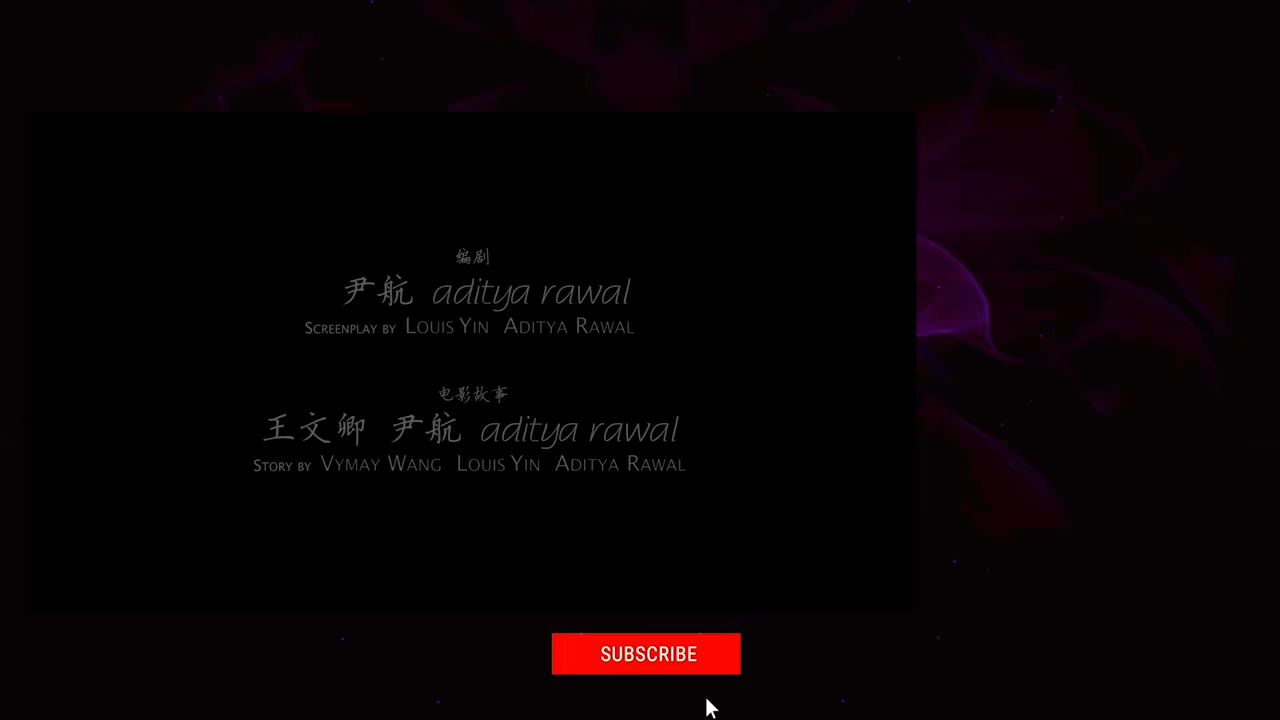 编剧
尹航 aditya rawal
SCREENPLAY BY LOUIS YIN ADITYA RAWAL
电影故事
王文卿 尹航 aditya rawal
STORY BY VYMAY WANG LOUIS YIN ADITYA RAWAL
SUBSCRIBE